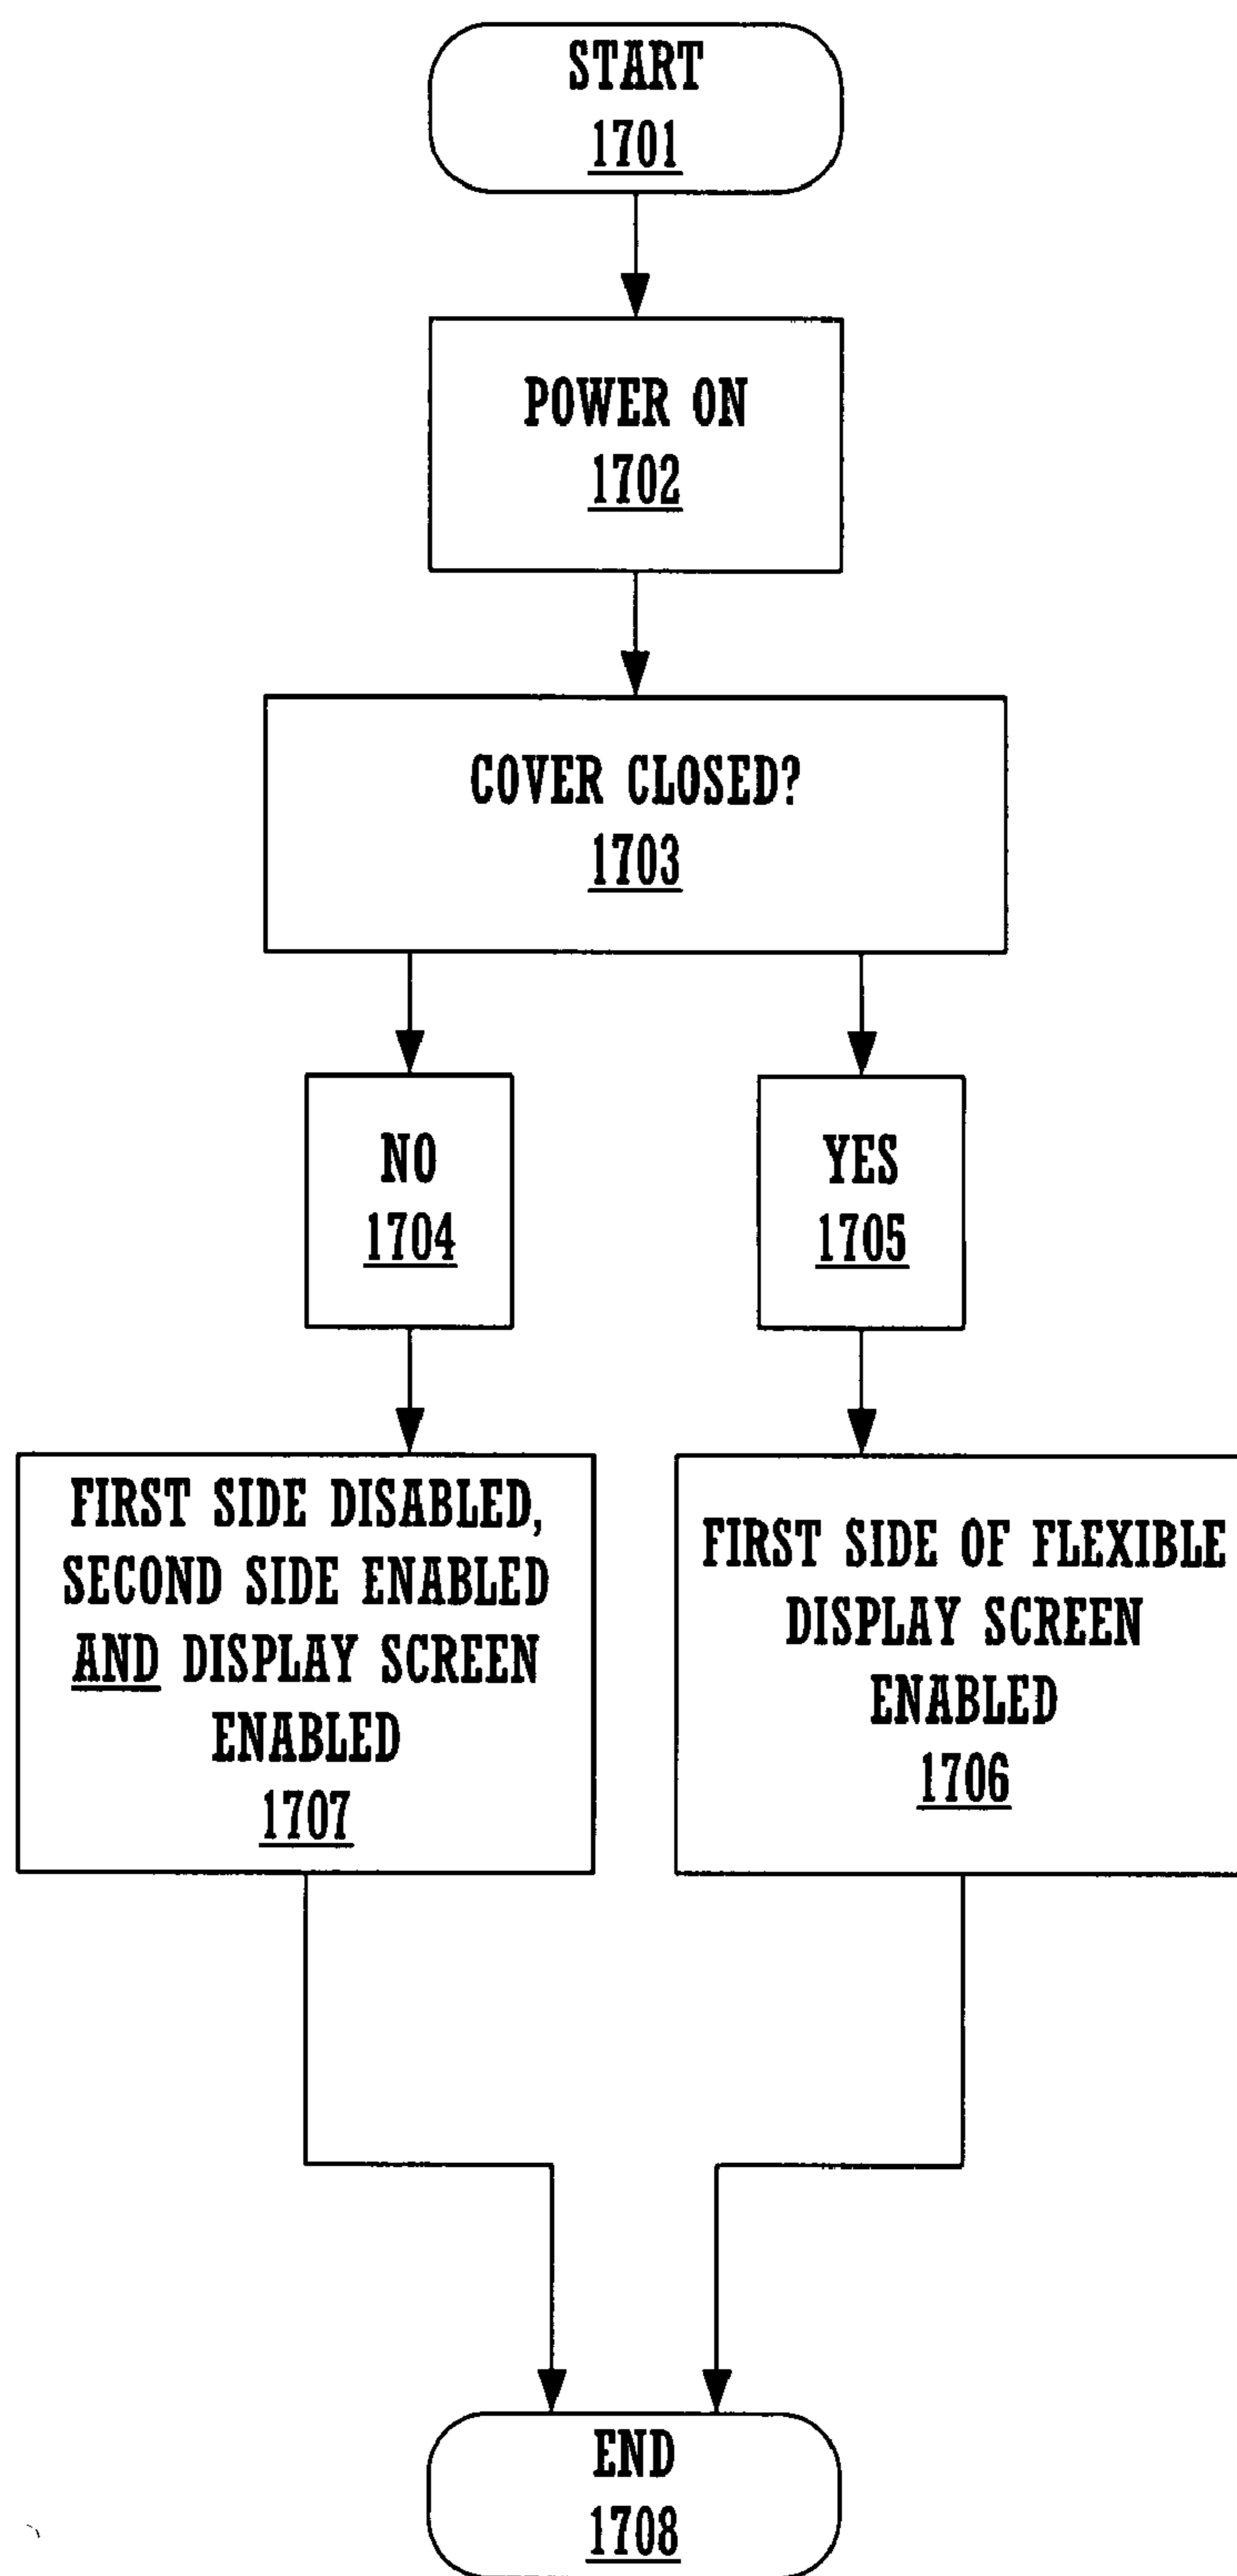 START
1701
POWER ON
1702
COVER CLOSED?
1703
NO
1704
YES
1705
FIRST SIDE DISABLED,
SECOND SIDE ENABLED
AND DISPLAY SCREEN
ENABLED
1707
FIRST SIDE OF FLEXIBLE
DISPLAY SCREEN
ENABLED
1706
END
1708